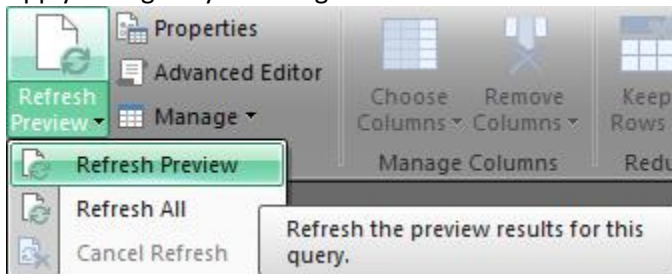 Properties
Advanced Editor
Refresh
Preview
Manage
Choose
Columns
Remove
Columns
Keep
Rows
Manage Columns
Redu
Refresh Preview
Refresh All
Cancel Refresh
Refresh the preview results for this
query.